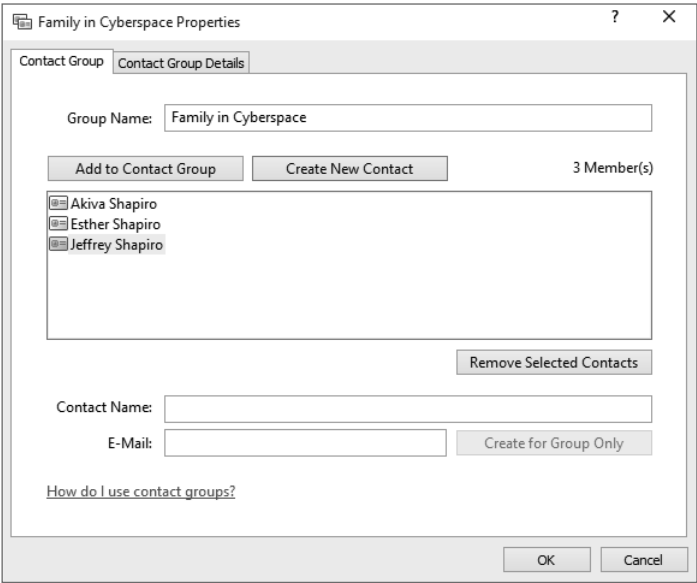 Family in Cyberspace Properties
? X
Contact Group Contact Group Details
Group Name: Family in Cyberspace
Add to Contact Group Create New Contact 3 Member(s)
Akiva Shapiro
Esther Shapiro
Jeffrey Shapiro
Remove Selected Contacts
Contact Name:
E-Mail: Create for Group Only
How do I use contact groups?
OK Cancel